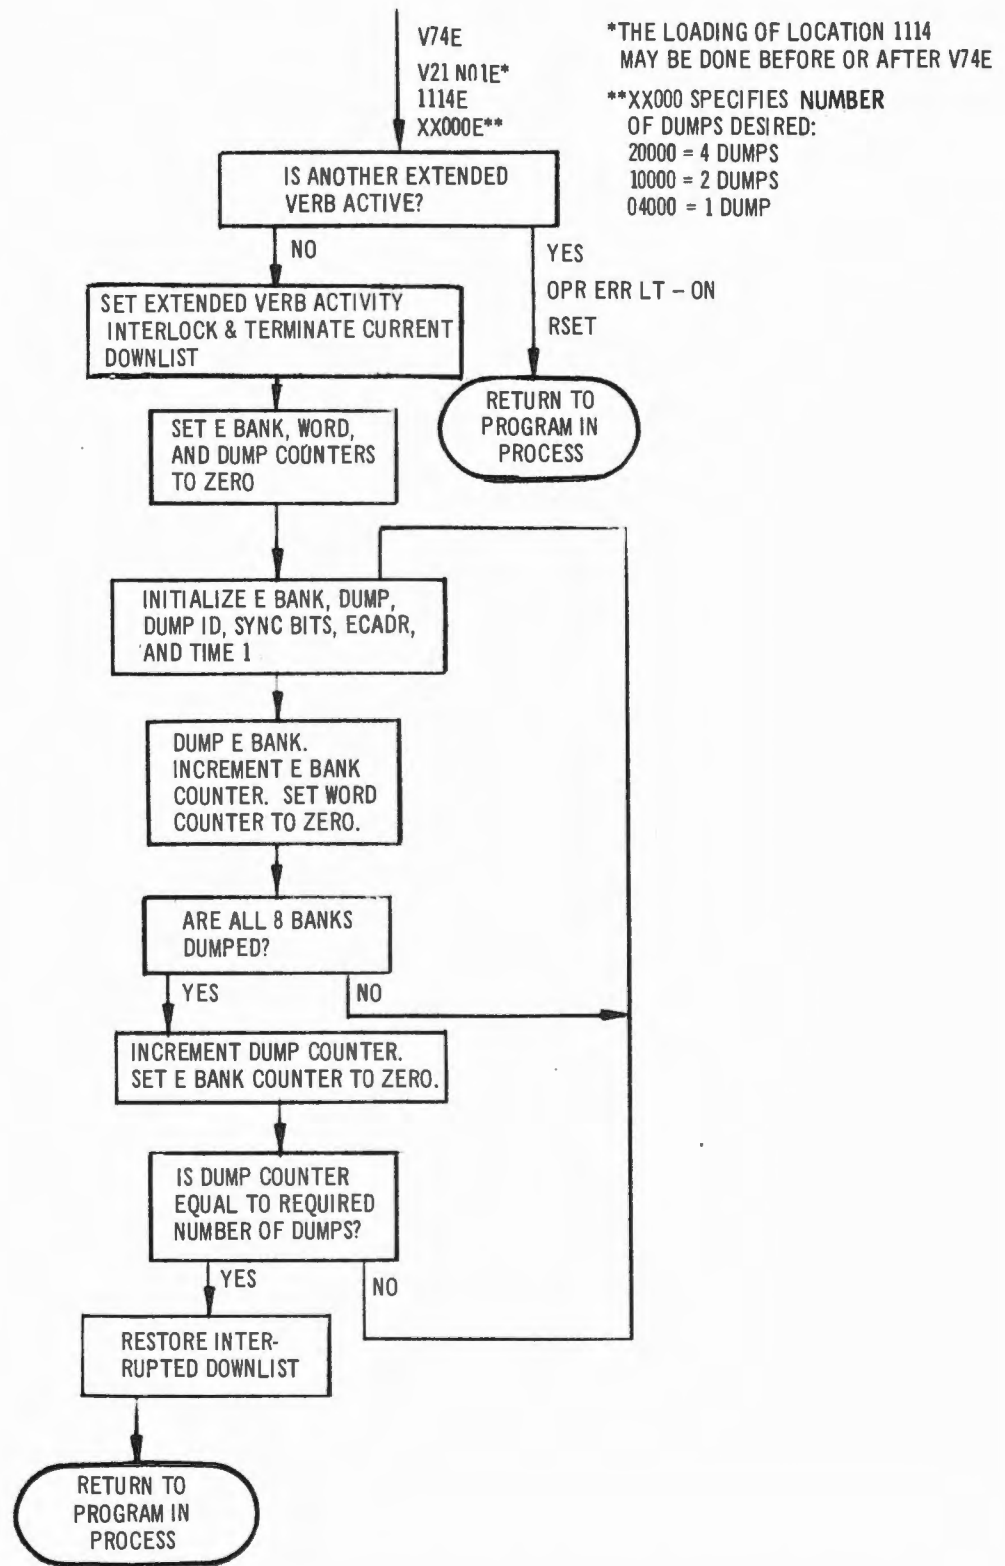 V74E
V21 N01E*
1114E
XX000E**
*THE LOADING OF LOCATION 1114
MAY BE DONE BEFORE OR AFTER V74E
**XX000 SPECIFIES NUMBER
OF DUMPS DESIRED:
20000 = 4 DUMPS
10000 = 2 DUMPS
04000 = 1 DUMP
IS ANOTHER EXTENDED
VERB ACTIVE?
NO
YES
OPR ERR LT – ON
RSET
SET EXTENDED VERB ACTIVITY
INTERLOCK & TERMINATE CURRENT
DOWNLIST
RETURN TO
PROGRAM IN
PROCESS
SET E BANK, WORD,
AND DUMP COUNTERS
TO ZERO
INITIALIZE E BANK, DUMP,
DUMP ID, SYNC BITS, ECADR,
AND TIME 1
DUMP E BANK.
INCREMENT E BANK
COUNTER. SET WORD
COUNTER TO ZERO.
ARE ALL 8 BANKS
DUMPED?
YES
NO
INCREMENT DUMP COUNTER.
SET E BANK COUNTER TO ZERO.
IS DUMP COUNTER
EQUAL TO REQUIRED
NUMBER OF DUMPS?
YES
NO
RESTORE INTER-
RUPTED DOWNLIST
RETURN TO
PROGRAM IN
PROCESS